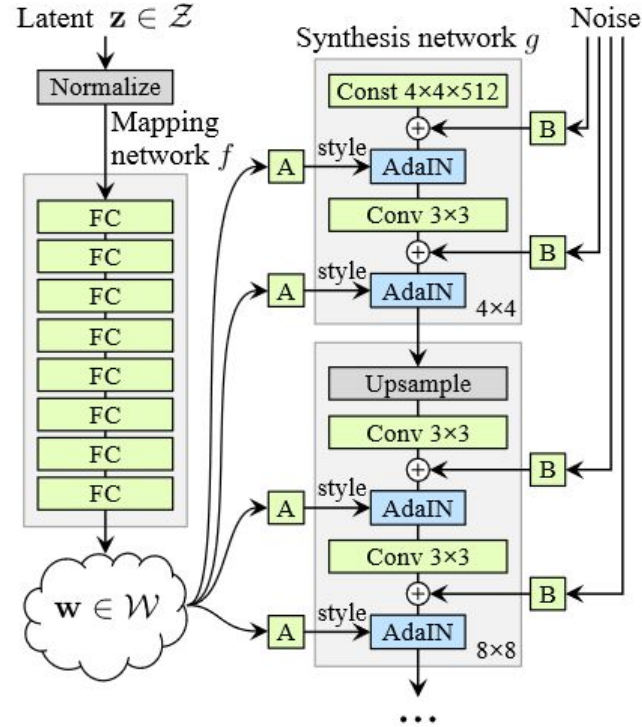 Latent z ∈ 𝒵
Normalize
Mapping
network f
FC
FC
FC
FC
FC
FC
FC
FC
w ∈ 𝒲
Noise
Synthesis network g
Const 4×4×512
B
A
style
AdaIN
Conv 3×3
B
A
style
AdaIN
4×4
Upsample
Conv 3×3
B
A
style
AdaIN
Conv 3×3
B
A
style
AdaIN
8×8
...